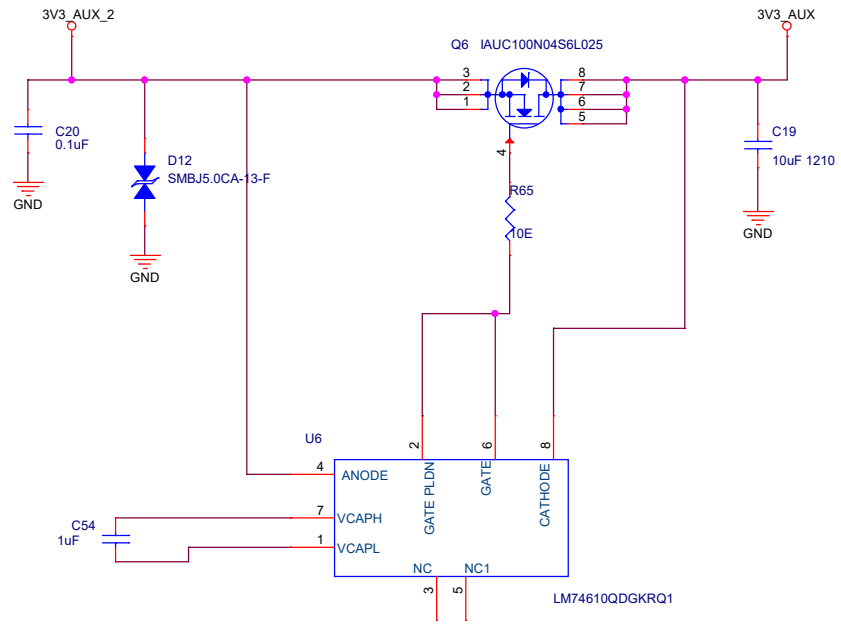 3V3_AUX_2
3V3_AUX
Q6 IAUC100N04S6L025
3
2
1
8
7
6
5
C20
0.1uF
GND
D12
SMBJ5.0CA-13-F
GND
4
R65
10E
C19
10uF 1210
GND
U6
2
6
8
4
ANODE
GATE PLDN
GATE
CATHODE
7
VCAPH
C54
1uF
1
VCAPL
NC
NC1
3
5
LM74610QDGKRQ1